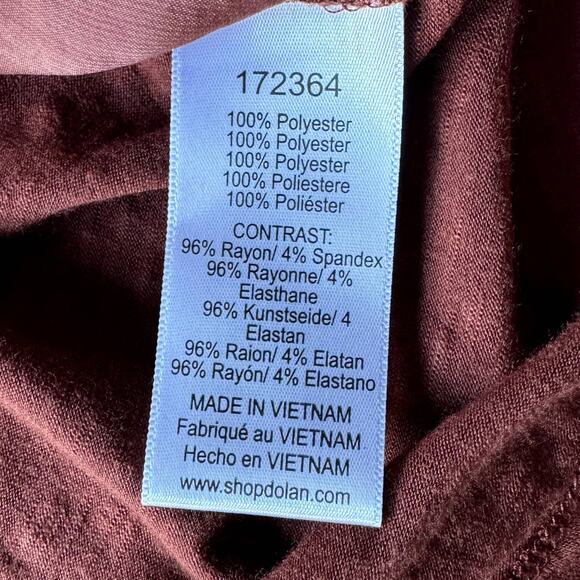 172364
100% Polyester
100% Polyester
100% Polyester
100% Poliestere
100% Poliéster
CONTRAST:
96% Rayon/ 4% Spandex
96% Rayonne/ 4%
Elasthane
96% Kunstseide/ 4
Elastan
96% Raion/ 4% Elatan
96% Rayón/ 4% Elastano
MADE IN VIETNAM
Fabriqué au VIETNAM
Hecho en VIETNAM
www.shopdolan.com